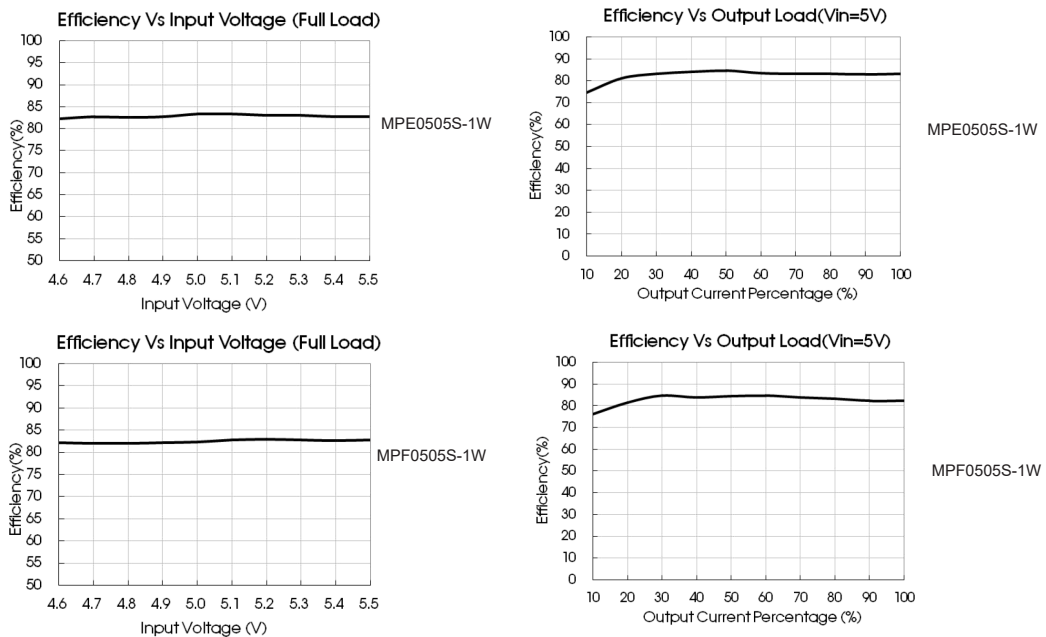 Efficiency Vs Input Voltage (Full Load)
100
95
90
85
80
75
70
65
60
55
50
Efficiency(%)
4.6 4.7 4.8 4.9 5.0 5.1 5.2 5.3 5.4 5.5
Input Voltage (V)
MPE0505S-1W
Efficiency Vs Output Load(Vin=5V)
100
90
80
70
60
50
40
30
20
10
0
Efficiency(%)
10 20 30 40 50 60 70 80 90 100
Output Current Percentage (%)
MPE0505S-1W
Efficiency Vs Input Voltage (Full Load)
100
95
90
85
80
75
70
65
60
55
50
Efficiency(%)
4.6 4.7 4.8 4.9 5.0 5.1 5.2 5.3 5.4 5.5
Input Voltage (V)
MPF0505S-1W
Efficiency Vs Output Load(Vin=5V)
100
90
80
70
60
50
40
30
20
10
0
Efficiency(%)
10 20 30 40 50 60 70 80 90 100
Output Current Percentage (%)
MPF0505S-1W